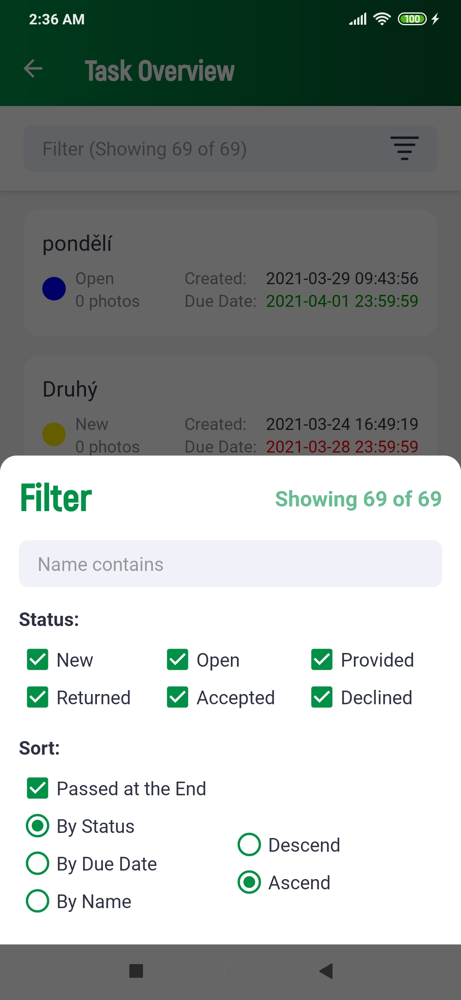 2:36 AM
100
Task Overview
Filter (Showing 69 of 69)
pondělí
Open
Created: 2021-03-29 09:43:56
0 photos
Due Date: 2021-04-01 23:59:59
Druhý
New
Created: 2021-03-24 16:49:19
0 photos
Due Date: 2021-03-28 23:59:59
Filter
Showing 69 of 69
Name contains
Status:
New
Open
Provided
Returned
Accepted
Declined
Sort:
Passed at the End
By Status
By Due Date
By Name
Descend
Ascend